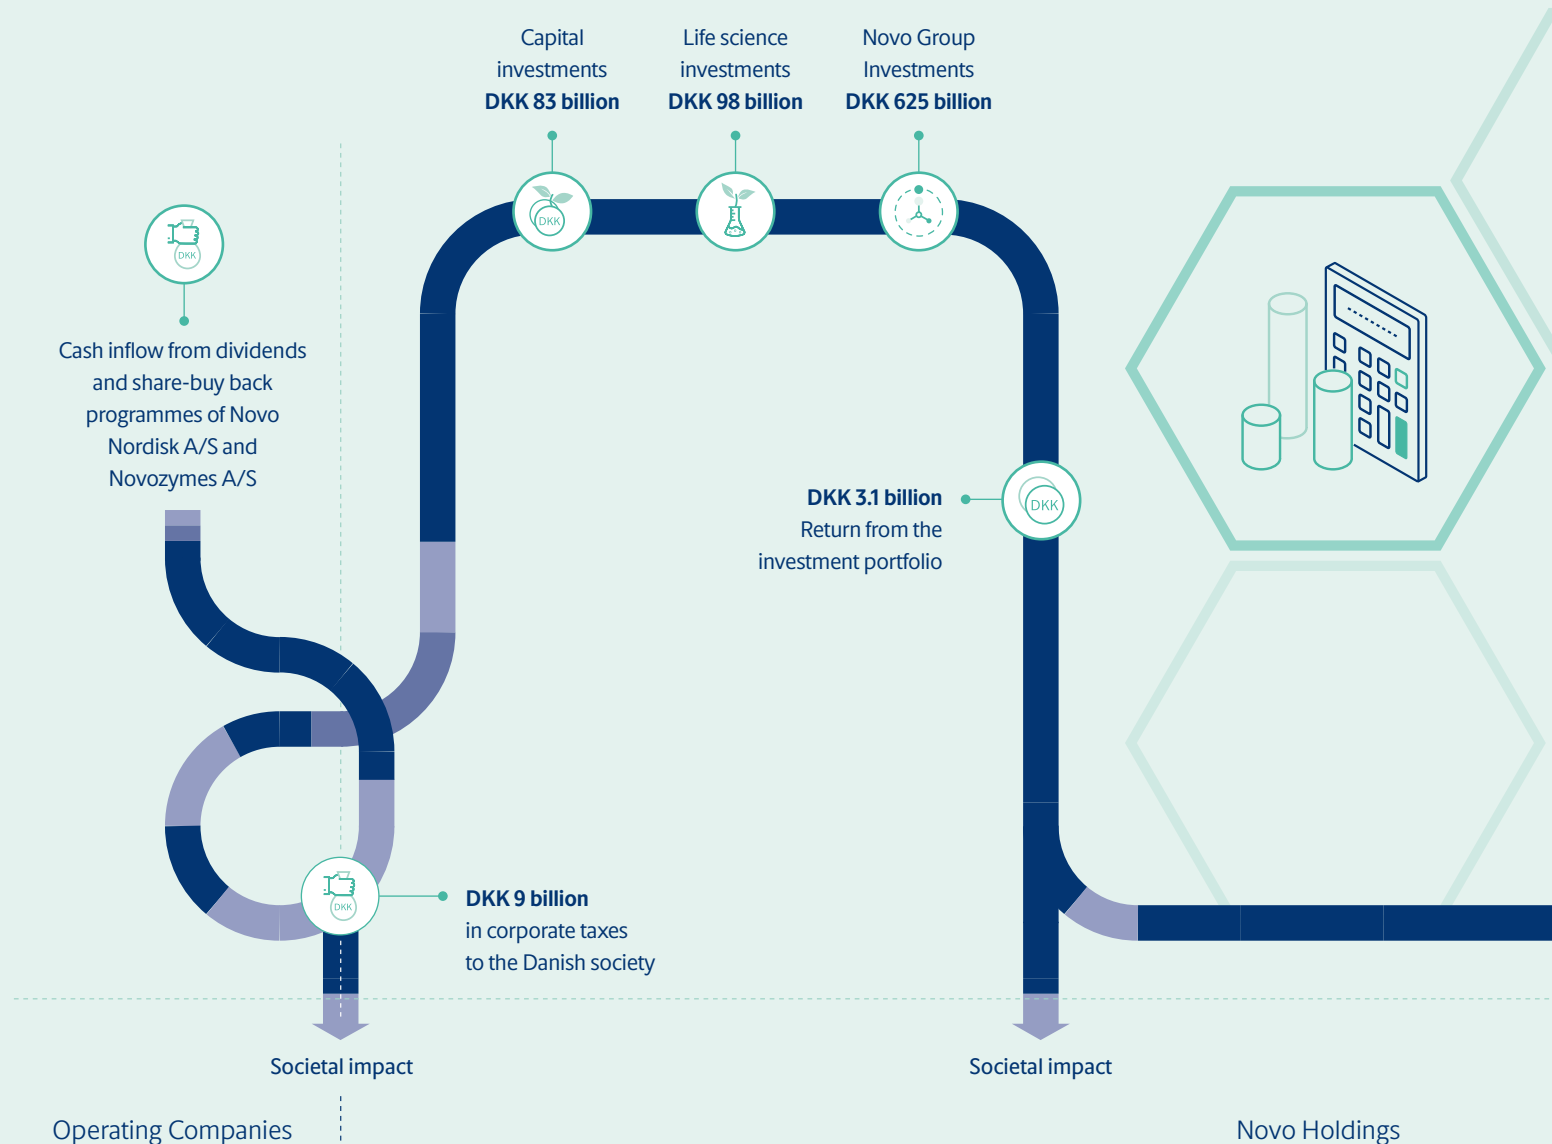 Capital
investments
DKK 83 billion
Life science
investments
DKK 98 billion
Novo Group
Investments
DKK 625 billion
DKK
DKK
Cash inflow from dividends
and share-buy back
programmes of Novo
Nordisk A/S and
Novozymes A/S
DKK 3.1 billion
Return from the
investment portfolio
DKK
DKK
DKK 9 billion
in corporate taxes
to the Danish society
Societal impact
Societal impact
Operating Companies
Novo Holdings